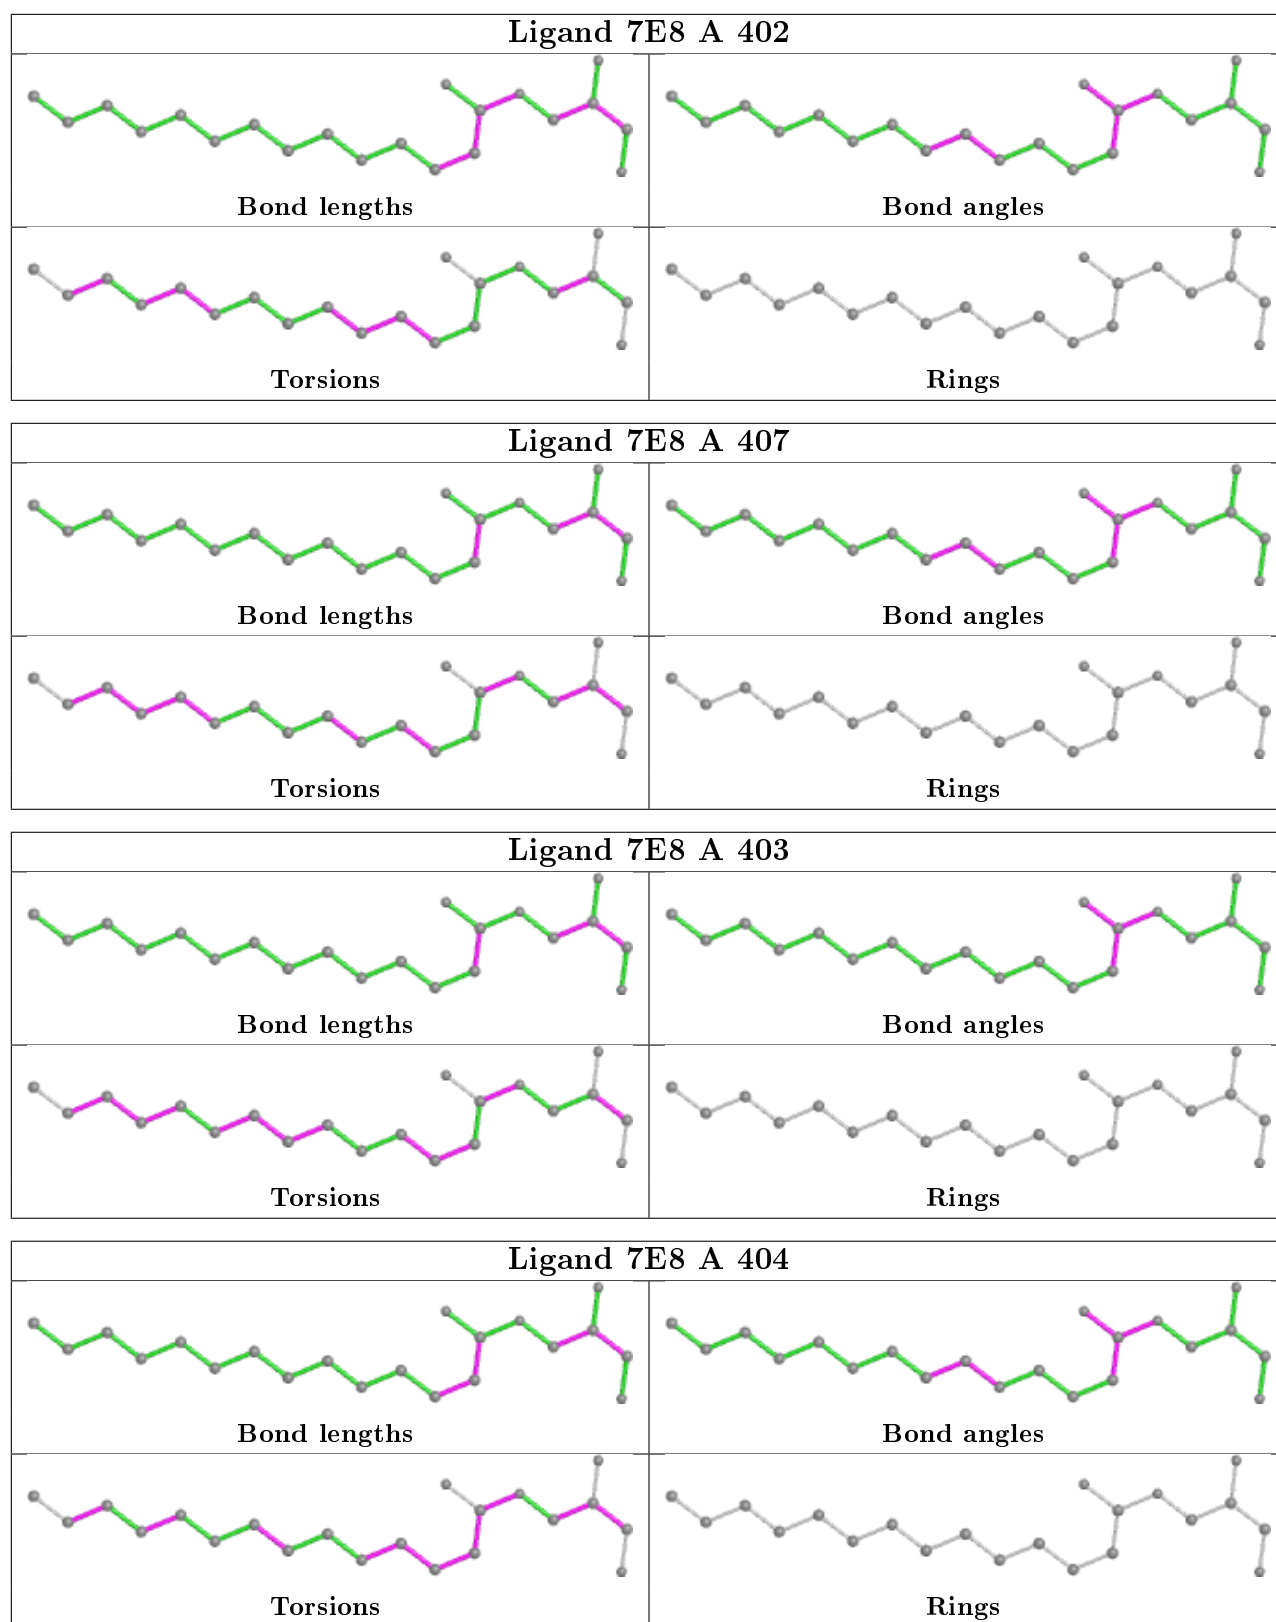 Ligand 7E8 A 402
Bond lengths
Bond angles
Torsions
Rings
Ligand 7E8 A 407
Bond lengths
Bond angles
Torsions
Rings
Ligand 7E8 A 403
Bond lengths
Bond angles
Torsions
Rings
Ligand 7E8 A 404
Bond lengths
Bond angles
Torsions
Rings